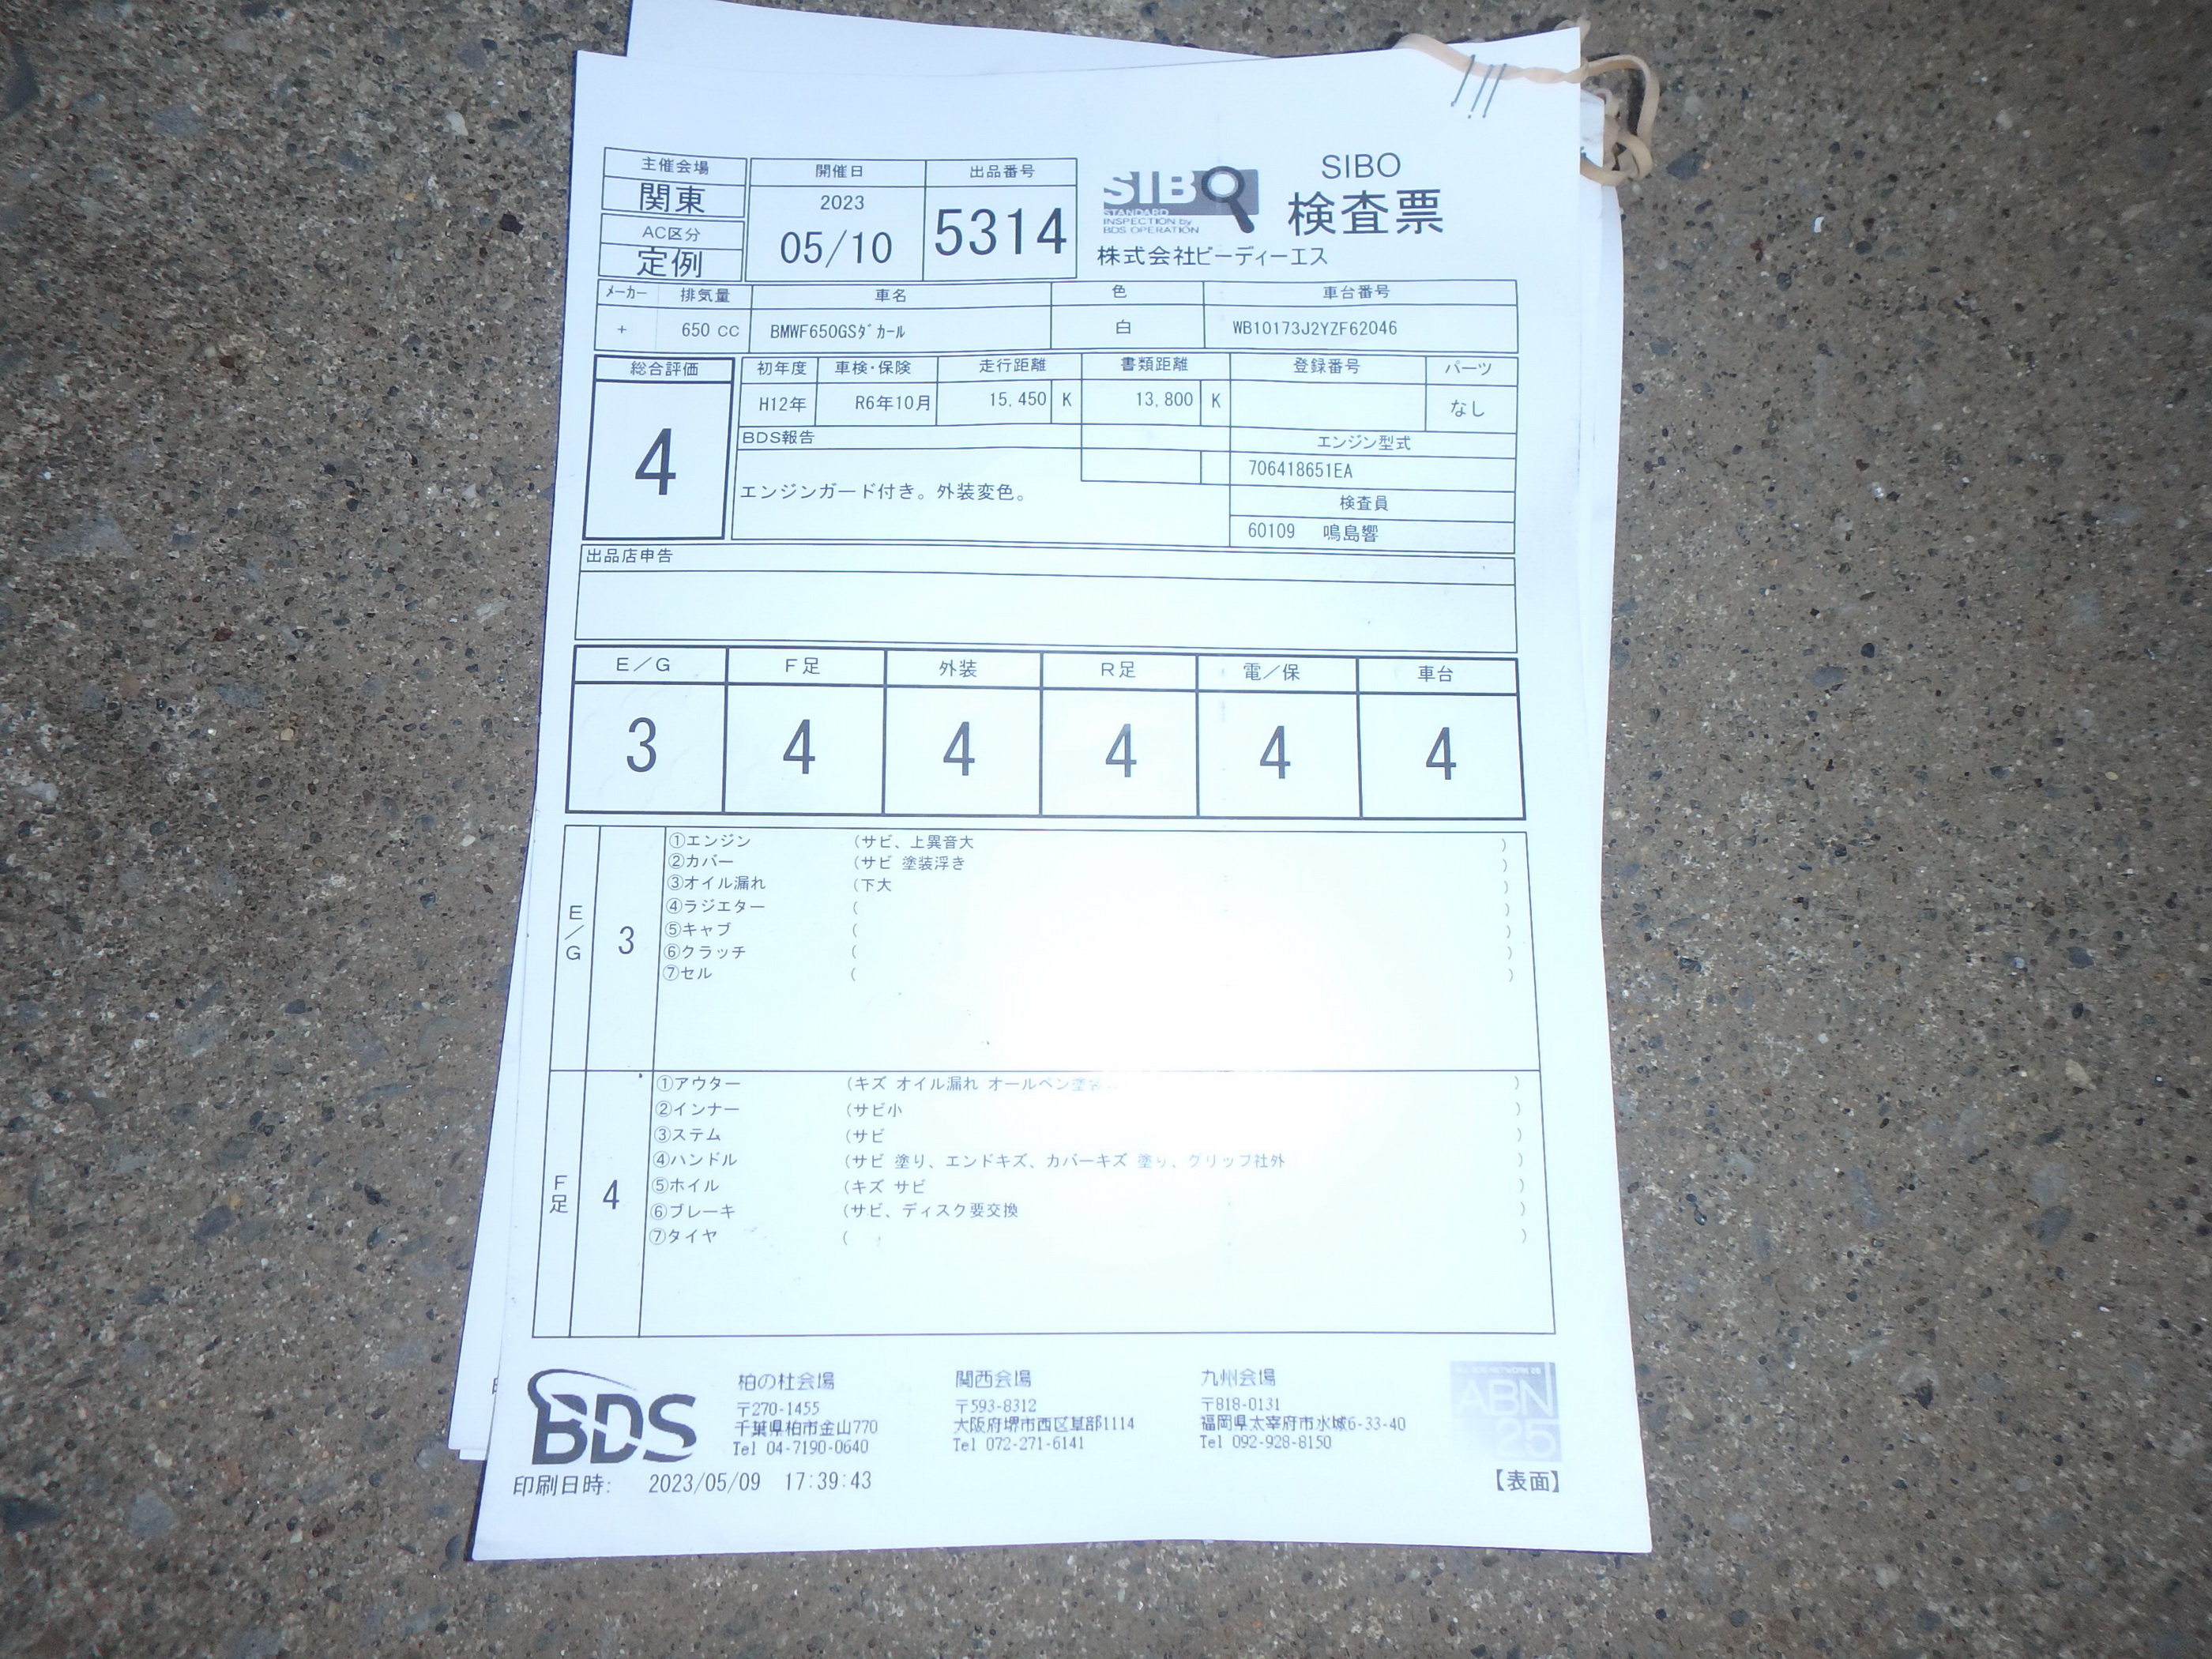 主催会場
関東
AC区分
定例
開催日
2023
05/10
出品番号
5314
SIBO
STANDARD
INSPECTION by
BDS OPERATION
株式会社ビーディーエス
SIBO
検査票
メーカー 排気量 車名 色 車台番号
+ 650 CC BMWF650GSﾀﾞｶｰﾙ 白 WB10173J2YZF62046
総合評価
4
初年度 車検・保険 走行距離 書類距離 登録番号 パーツ
H12年 R6年10月 15,450 K 13,800 K なし
BDS報告
エンジンガード付き。外装変色。
エンジン型式
706418651EA
検査員
60109 鳴島響
出品店申告
E／G F足 外装 R足 電／保 車台
3 4 4 4 4 4
E／G
3
①エンジン (サビ、上異音大 )
②カバー (サビ 塗装浮き )
③オイル漏れ (下大 )
④ラジエター ( )
⑤キャブ ( )
⑥クラッチ ( )
⑦セル ( )
F足
4
①アウター (キズ オイル漏れ オールペン塗装 )
②インナー (サビ小 )
③ステム (サビ )
④ハンドル (サビ 塗り、エンドキズ、カバーキズ 塗り、グリップ社外 )
⑤ホイル (キズ サビ )
⑥ブレーキ (サビ、ディスク要交換 )
⑦タイヤ ( )
BDS
柏の杜会場
〒270-1455
千葉県柏市金山770
Tel 04-7190-0640
関西会場
〒593-8312
大阪府堺市西区草部1114
Tel 072-271-6141
九州会場
〒818-0131
福岡県太宰府市水城6-33-40
Tel 092-928-8150
ABN
25
印刷日時: 2023/05/09 17:39:43
【表面】